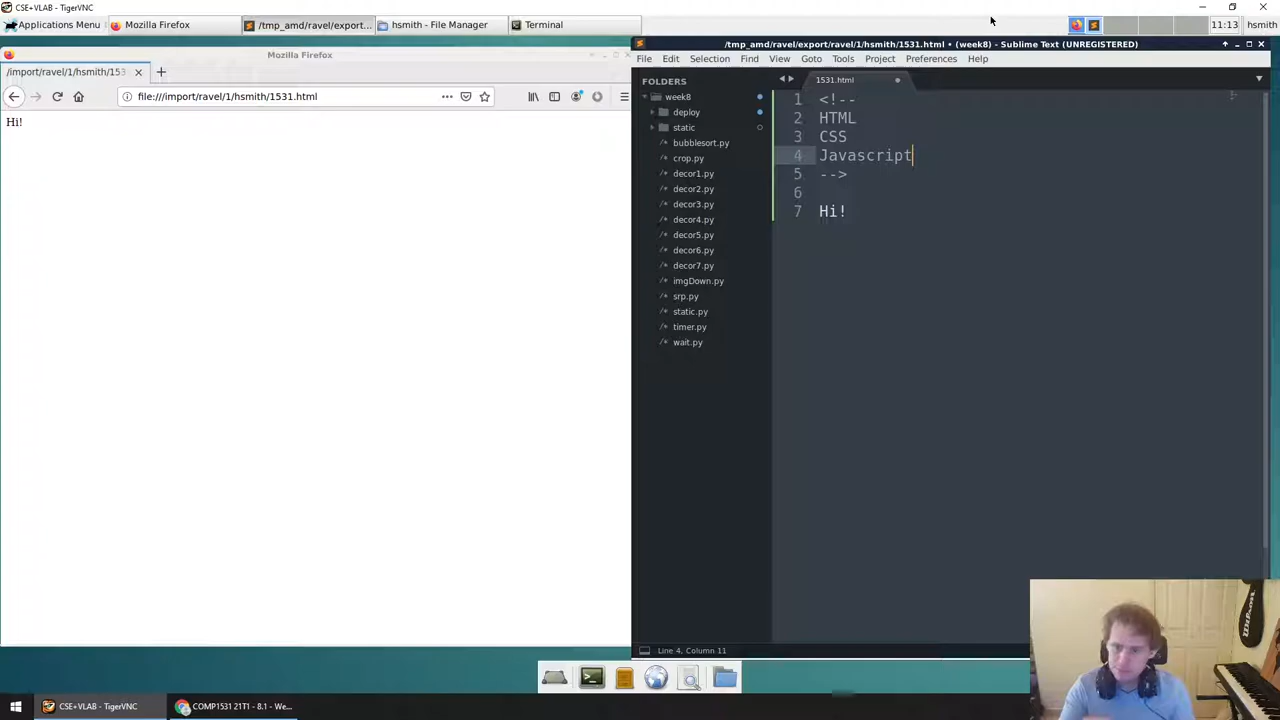 CSE+VLAB - TigerVNC
Applications Menu
Mozilla Firefox
/tmp_amd/ravel/export...
hsmith - File Manager
Terminal
11:13
hsmith
Mozilla Firefox
/tmp_amd/ravel/export/ravel/1/hsmith/1531.html • (week8) - Sublime Text (UNREGISTERED)
File Edit Selection Find View Goto Tools Project Preferences Help
/import/ravel/1/hsmith/153
file:///import/ravel/1/hsmith/1531.html
Hi!
FOLDERS
week8
deploy
static
bubblesort.py
crop.py
decor1.py
decor2.py
decor3.py
decor4.py
decor5.py
decor6.py
decor7.py
imgDown.py
srp.py
static.py
timer.py
wait.py
1531.html
1 <!--
2 HTML
3 CSS
4 Javascript
5 -->
6
7 Hi!
Line 4, Column 11
CSE+VLAB - TigerVNC
COMP1531 21T1 - 8.1 - We...